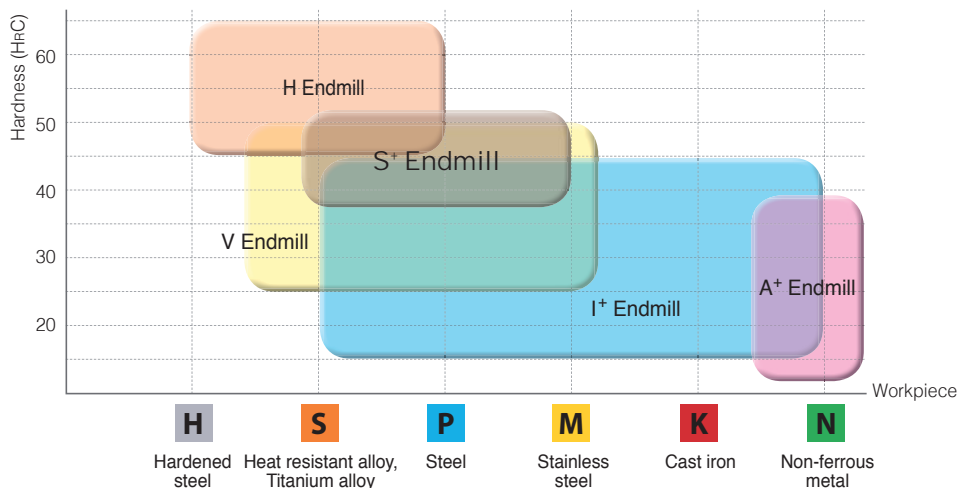 Hardness (HRC)
60
50
40
30
20
H Endmill
S+ Endmill
V Endmill
I+ Endmill
A+ Endmill
Workpiece
H
S
P
M
K
N
Hardened
steel
Heat resistant alloy,
Titanium alloy
Steel
Stainless
steel
Cast iron
Non-ferrous
metal